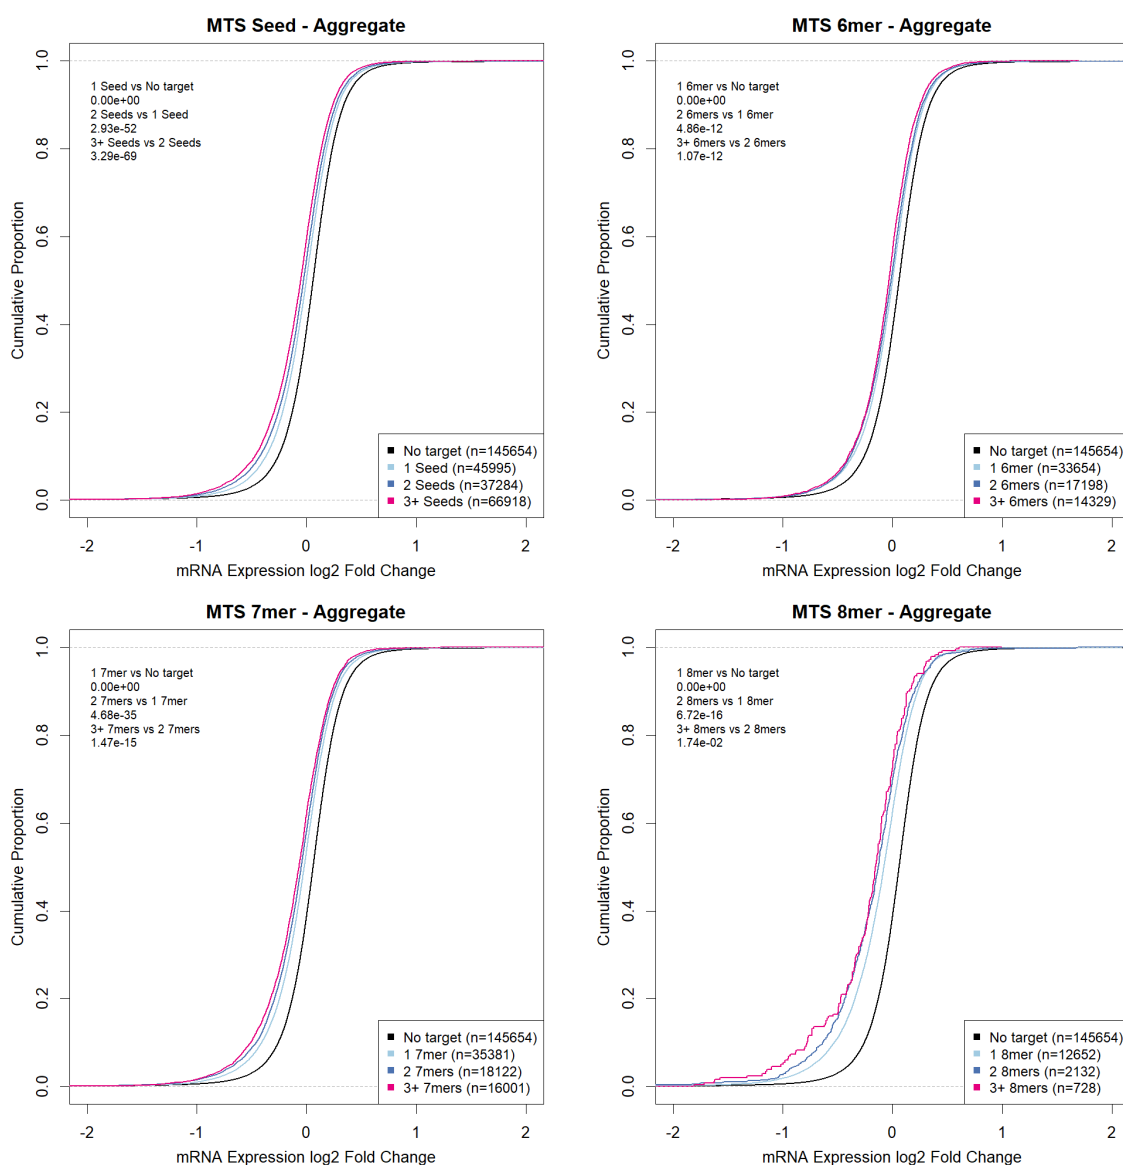 MTS Seed - Aggregate
1 Seed vs No target
0.00e+00
2 Seeds vs 1 Seed
2.93e-52
3+ Seeds vs 2 Seeds
3.29e-69
Cumulative Proportion
1.0
0.8
0.6
0.4
0.2
0.0
No target (n=145654)
1 Seed (n=45995)
2 Seeds (n=37284)
3+ Seeds (n=66918)
-2 -1 0 1 2
mRNA Expression log2 Fold Change
MTS 6mer - Aggregate
1 6mer vs No target
0.00e+00
2 6mers vs 1 6mer
4.86e-12
3+ 6mers vs 2 6mers
1.07e-12
Cumulative Proportion
1.0
0.8
0.6
0.4
0.2
0.0
No target (n=145654)
1 6mer (n=33654)
2 6mers (n=17198)
3+ 6mers (n=14329)
-2 -1 0 1 2
mRNA Expression log2 Fold Change
MTS 7mer - Aggregate
1 7mer vs No target
0.00e+00
2 7mers vs 1 7mer
4.68e-35
3+ 7mers vs 2 7mers
1.47e-15
Cumulative Proportion
1.0
0.8
0.6
0.4
0.2
0.0
No target (n=145654)
1 7mer (n=35381)
2 7mers (n=18122)
3+ 7mers (n=16001)
-2 -1 0 1 2
mRNA Expression log2 Fold Change
MTS 8mer - Aggregate
1 8mer vs No target
0.00e+00
2 8mers vs 1 8mer
6.72e-16
3+ 8mers vs 2 8mers
1.74e-02
Cumulative Proportion
1.0
0.8
0.6
0.4
0.2
0.0
No target (n=145654)
1 8mer (n=12652)
2 8mers (n=2132)
3+ 8mers (n=728)
-2 -1 0 1 2
mRNA Expression log2 Fold Change